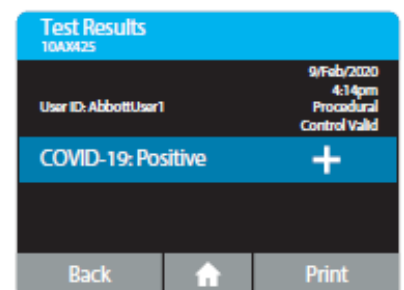 Test Results
10AX425
9/Feb/2020
4:14pm
User ID: AbbottUser1
Procedural
Control Valid
COVID-19: Positive +
Back
Print